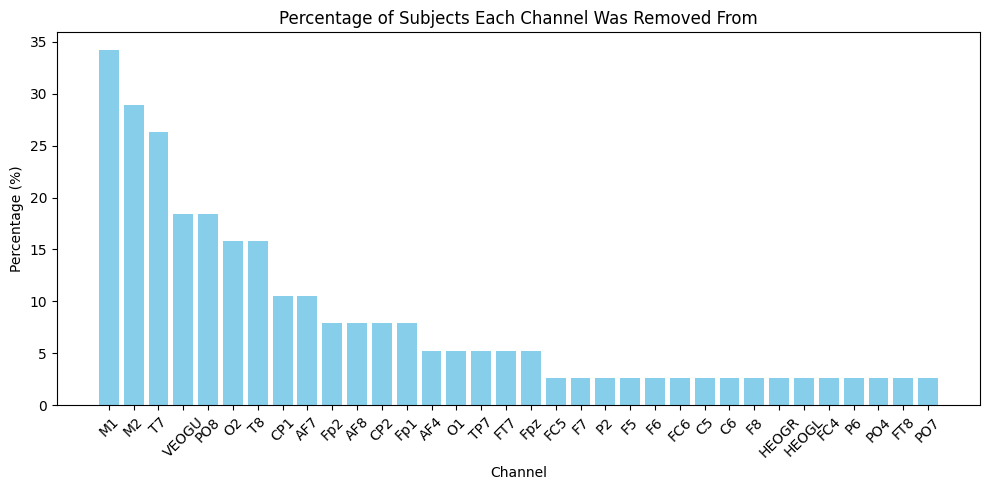 Percentage of Subjects Each Channel Was Removed From
35
30
25
20
15
10
5
0
Percentage (%)
M1
M2
T7
VEOGU
PO8
O2
T8
CP1
AF7
Fp2
AF8
CP2
Fp1
AF4
O1
TP7
FT7
Fpz
FC5
F7
P2
F5
F6
FC6
C5
C6
F8
HEOGR
HEOGL
FC4
P6
PO4
FT8
PO7
Channel